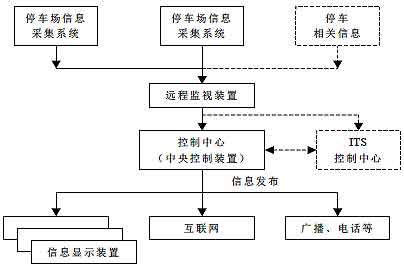 停车场信息
采集系统
停车场信息
采集系统
停车
相关信息
远程监视装置
控制中心
（中央控制装置）
ITS
控制中心
信息发布
信息显示装置
互联网
广播、电话等